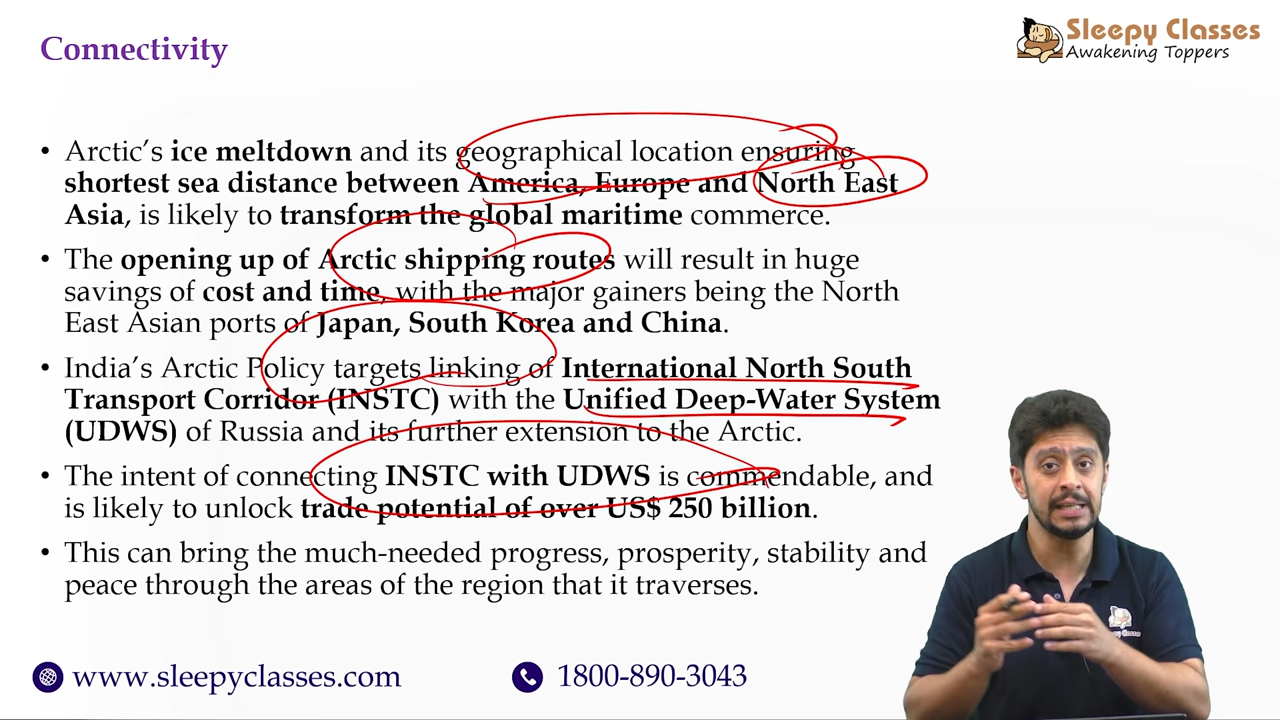 Connectivity
Sleepy Classes
Awakening Toppers
• Arctic's ice meltdown and its geographical location ensuring
shortest sea distance between America, Europe and North East
Asia, is likely to transform the global maritime commerce.
• The opening up of Arctic shipping routes will result in huge
savings of cost and time, with the major gainers being the North
East Asian ports of Japan, South Korea and China.
• India's Arctic Policy targets linking of International North South
Transport Corridor (INSTC) with the Unified Deep-Water System
(UDWS) of Russia and its further extension to the Arctic.
• The intent of connecting INSTC with UDWS is commendable, and
is likely to unlock trade potential of over US$ 250 billion.
• This can bring the much-needed progress, prosperity, stability and
peace through the areas of the region that it traverses.
www.sleepyclasses.com
1800-890-3043